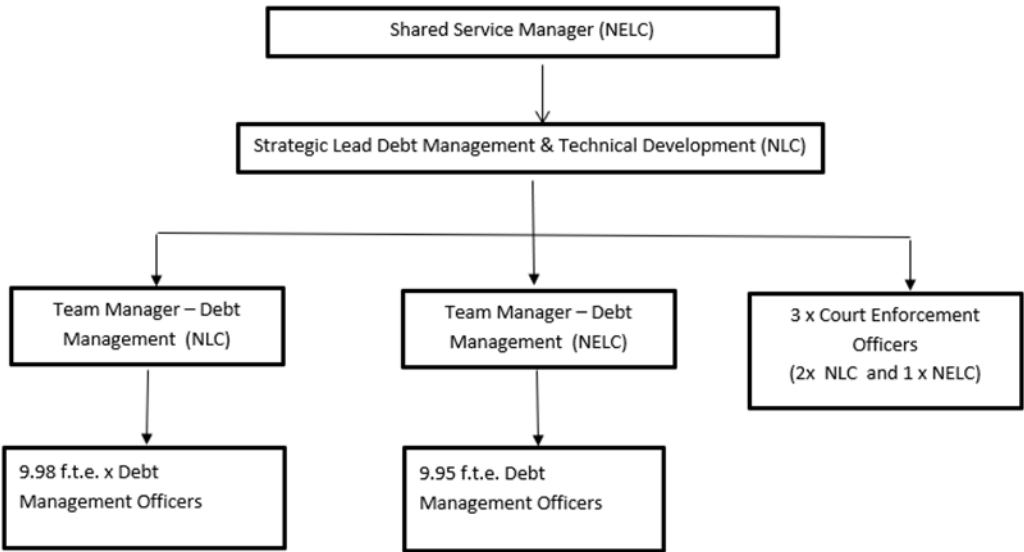 Shared Service Manager (NELC)
Strategic Lead Debt Management & Technical Development (NLC)
Team Manager – Debt
Management (NLC)
Team Manager – Debt
Management (NELC)
3 x Court Enforcement
Officers
(2x NLC and 1 x NELC)
9.98 f.t.e. x Debt
Management Officers
9.95 f.t.e. Debt
Management Officers